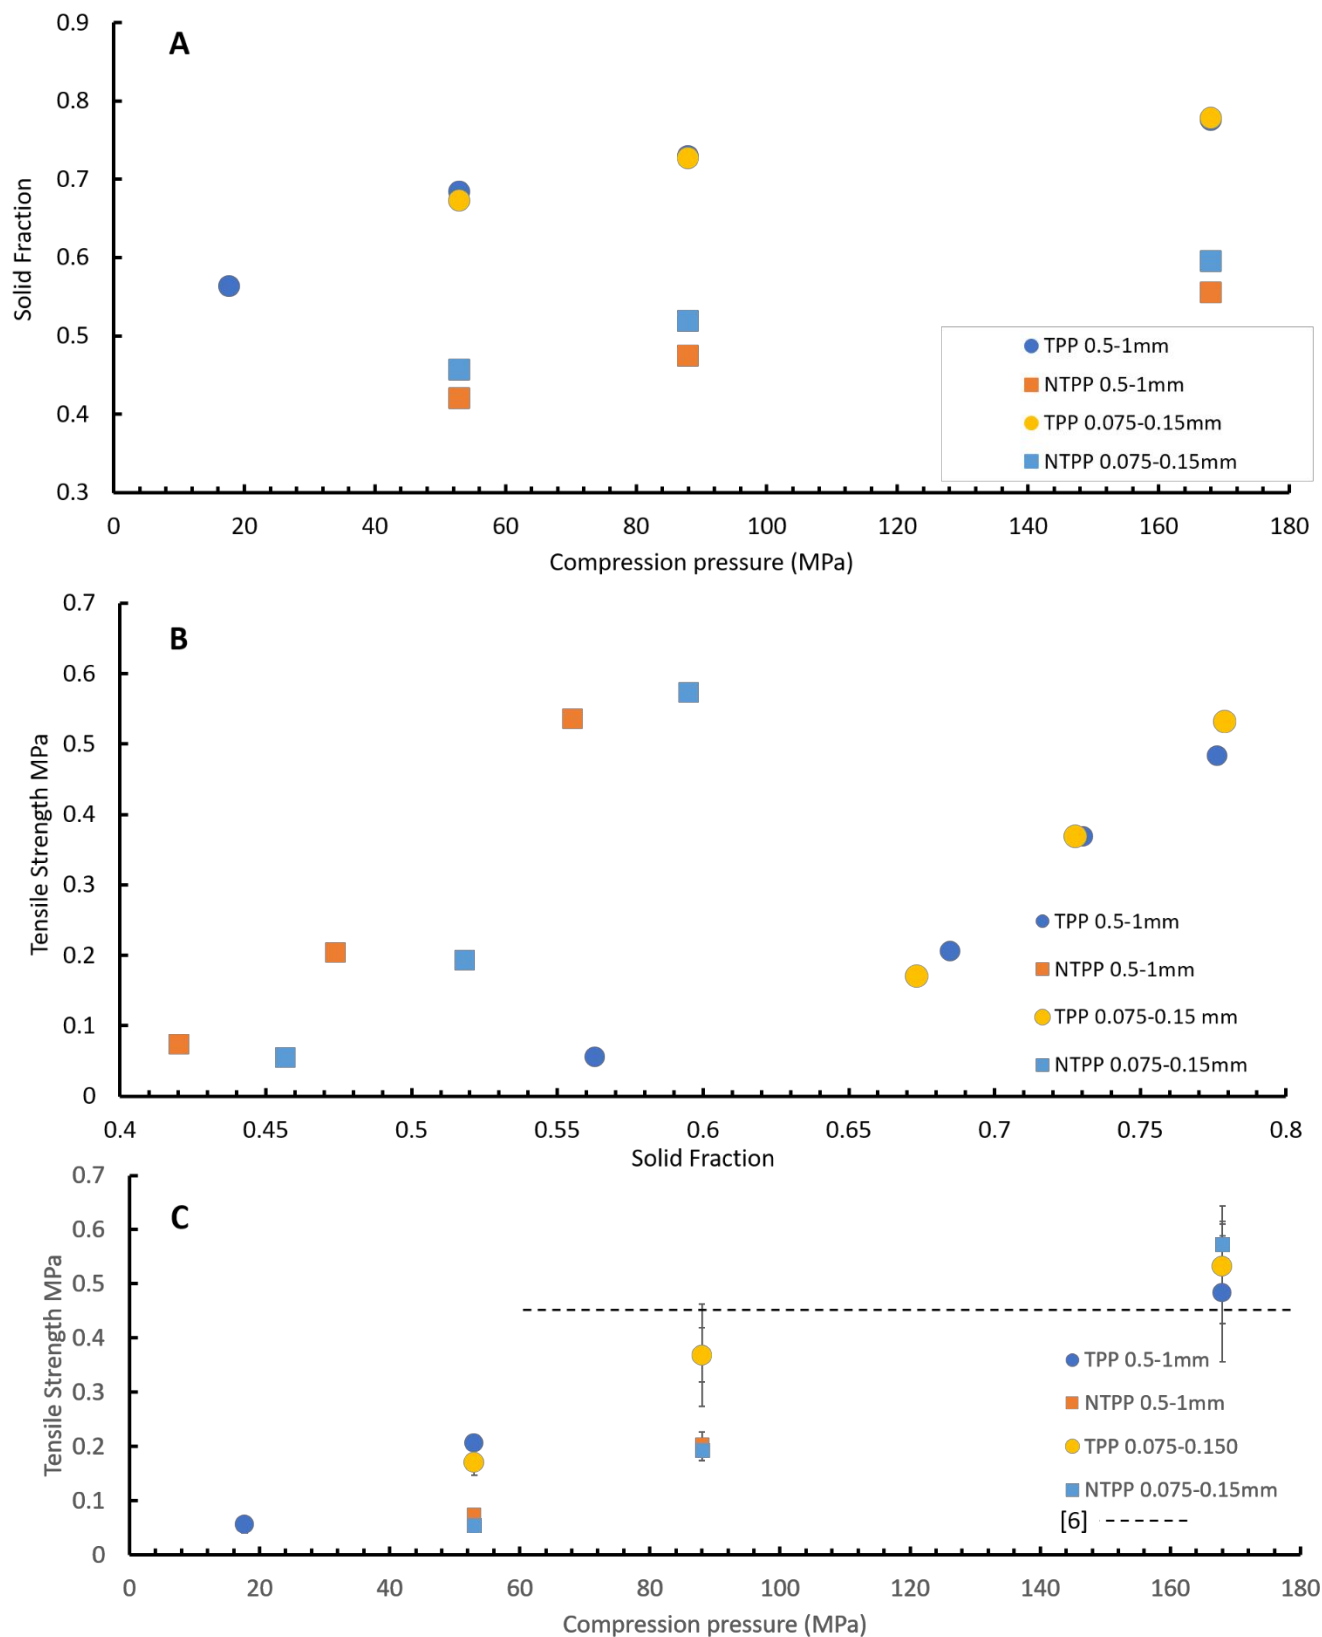 A
0.9
0.8
0.7
0.6
0.5
0.4
0.3
Solid Fraction
TPP 0.5-1mm
NTPP 0.5-1mm
TPP 0.075-0.15mm
NTPP 0.075-0.15mm
0 20 40 60 80 100 120 140 160 180
Compression pressure (MPa)
B
0.7
0.6
0.5
0.4
0.3
0.2
0.1
0
Tensile Strength MPa
TPP 0.5-1mm
NTPP 0.5-1mm
TPP 0.075-0.15 mm
NTPP 0.075-0.15mm
0.4 0.45 0.5 0.55 0.6 0.65 0.7 0.75 0.8
Solid Fraction
C
0.7
0.6
0.5
0.4
0.3
0.2
0.1
0
Tensile Strength MPa
TPP 0.5-1mm
NTPP 0.5-1mm
TPP 0.075-0.150
NTPP 0.075-0.15mm
[6]
0 20 40 60 80 100 120 140 160 180
Compression pressure (MPa)